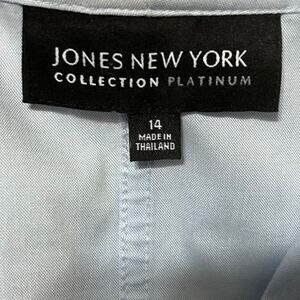 JONES NEW YORK
COLLECTION PLATINUM
14
MADE IN
THAILAND